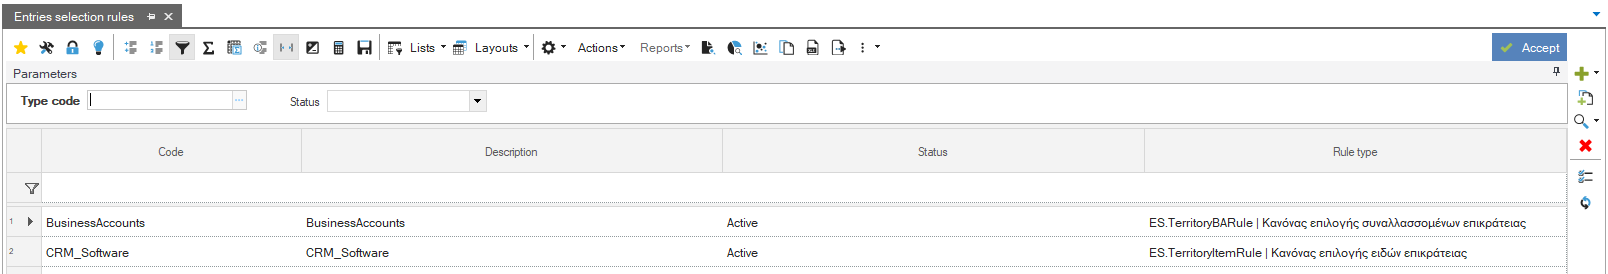 Entries selection rules
Lists Layouts Actions Reports Accept
Parameters
Type code Status
Code Description Status Rule type
1 BusinessAccounts BusinessAccounts Active ES.TerritoryBARule | Κανόνας επιλογής συναλλασσομένων επικράτειας
2 CRM_Software CRM_Software Active ES.TerritoryItemRule | Κανόνας επιλογής ειδών επικράτειας